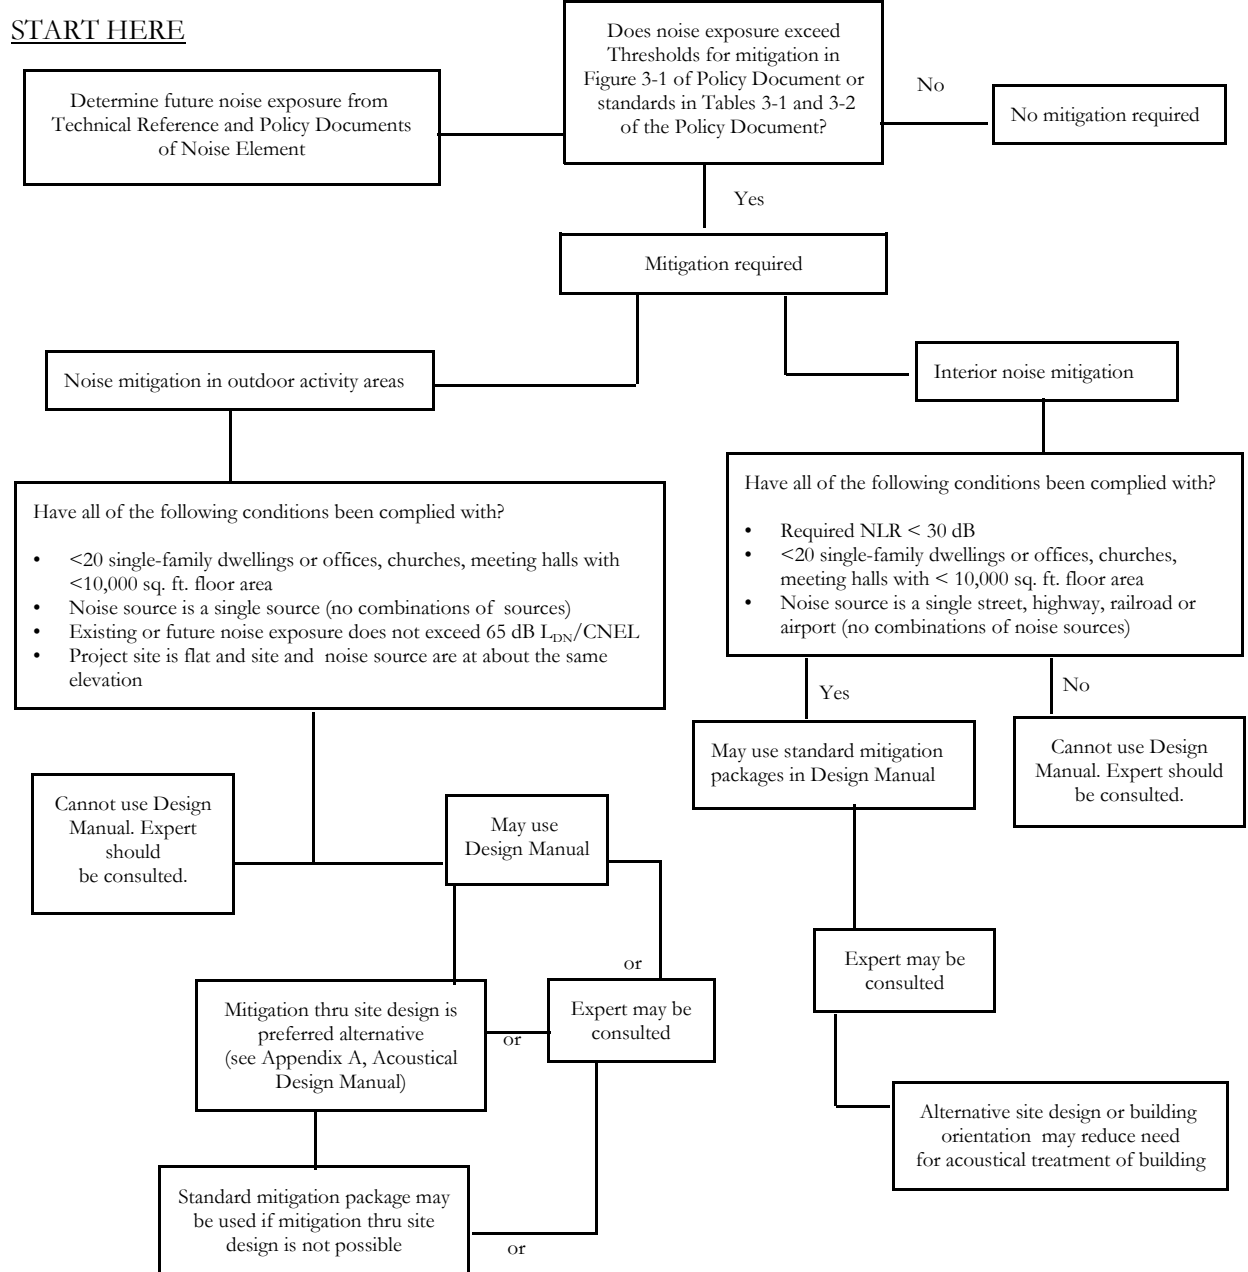 START HERE
Does noise exposure exceed
Thresholds for mitigation in
Figure 3-1 of Policy Document or
standards in Tables 3-1 and 3-2
of the Policy Document?
No
No mitigation required
Determine future noise exposure from
Technical Reference and Policy Documents
of Noise Element
Yes
Mitigation required
Noise mitigation in outdoor activity areas
Interior noise mitigation
Have all of the following conditions been complied with?
• <20 single-family dwellings or offices, churches, meeting halls with
<10,000 sq. ft. floor area
• Noise source is a single source (no combinations of sources)
• Existing or future noise exposure does not exceed 65 dB LDN/CNEL
• Project site is flat and site and noise source are at about the same
elevation
Have all of the following conditions been complied with?
• Required NLR < 30 dB
• <20 single-family dwellings or offices, churches,
meeting halls with < 10,000 sq. ft. floor area
• Noise source is a single street, highway, railroad or
airport (no combinations of noise sources)
Yes
No
May use standard mitigation
packages in Design Manual
Cannot use Design
Manual. Expert should
be consulted.
Cannot use Design
Manual. Expert
should
be consulted.
May use
Design Manual
or
Mitigation thru site design is
preferred alternative
(see Appendix A, Acoustical
Design Manual)
or
Expert may be
consulted
Expert may be
consulted
Alternative site design or building
orientation may reduce need
for acoustical treatment of building
Standard mitigation package may
be used if mitigation thru site
design is not possible
or